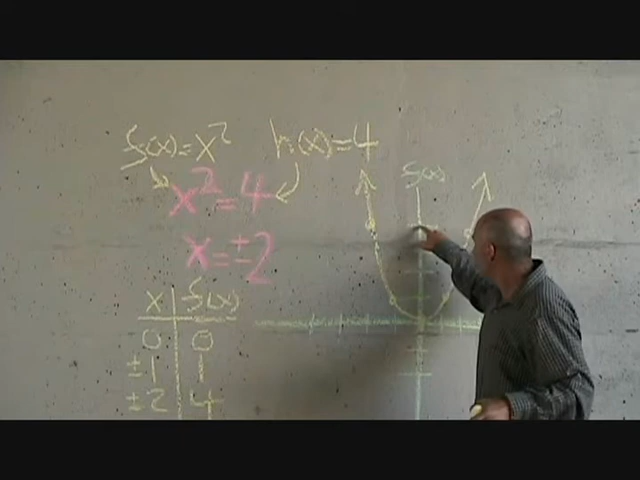 f(x)=x² h(x)=4
x²=4
x=±2
x f(x)
0 0
±1 1
±2 4
f(x)